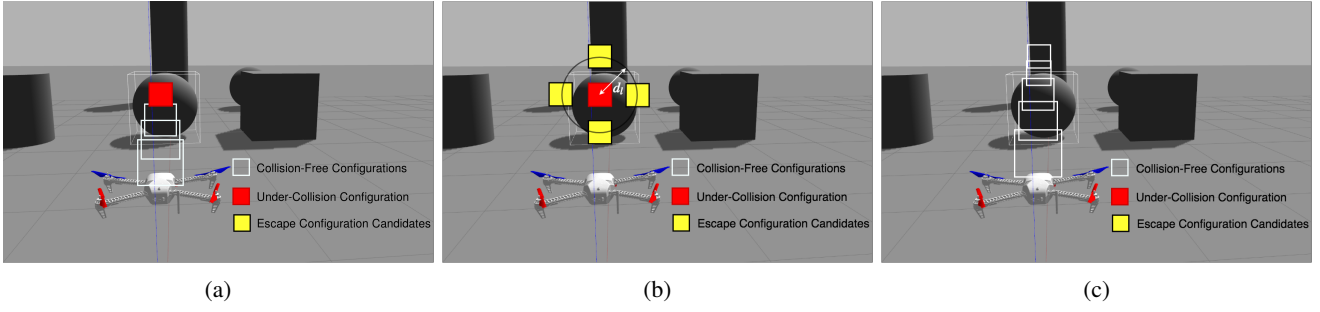 Collision-Free Configurations
Under-Collision Configuration
Escape Configuration Candidates
(a)
d_l
Collision-Free Configurations
Under-Collision Configuration
Escape Configuration Candidates
(b)
Collision-Free Configurations
Under-Collision Configuration
Escape Configuration Candidates
(c)